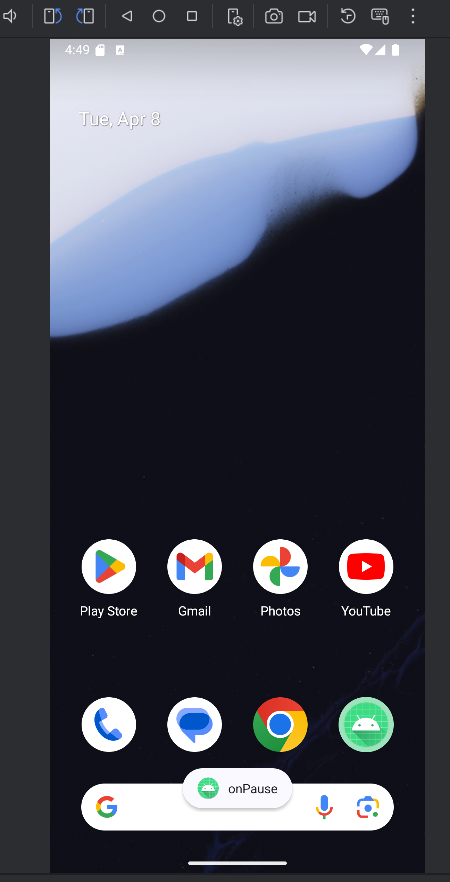 4:49
Tue, Apr 8
Play Store
Gmail
Photos
YouTube
onPause